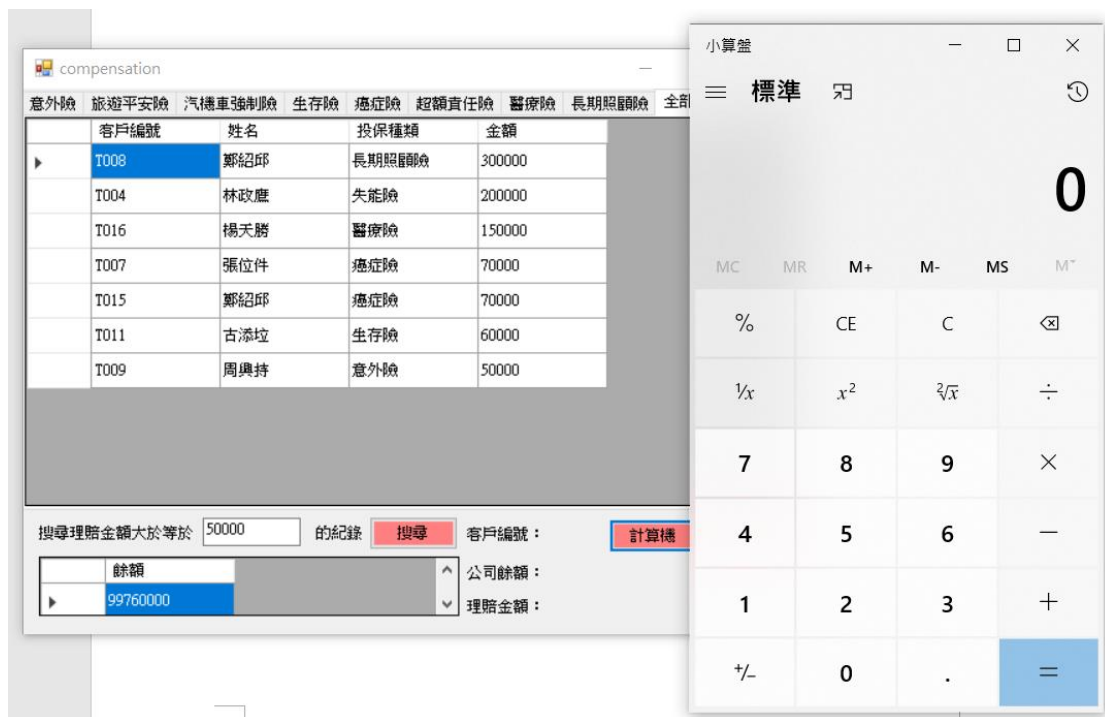 compensation
意外險 旅遊平安險 汽機車強制險 生存險 癌症險 超額責任險 醫療險 長期照顧險 全部
客戶編號 姓名 投保種類 金額
T008 鄭紹邱 長期照顧險 300000
T004 林政應 失能險 200000
T016 楊天勝 醫療險 150000
T007 張位件 癌症險 70000
T015 鄭紹邱 癌症險 70000
T011 古添垃 生存險 60000
T009 周興持 意外險 50000
搜尋理賠金額大於等於 50000 的紀錄 搜尋 客戶編號： 計算機
餘額
99760000
公司餘額：
理賠金額：
小算盤
標準
0
MC MR M+ M- MS M˅
% CE C
¹/x x² ²√x ÷
7 8 9 ×
4 5 6 −
1 2 3 +
+/- 0 . =